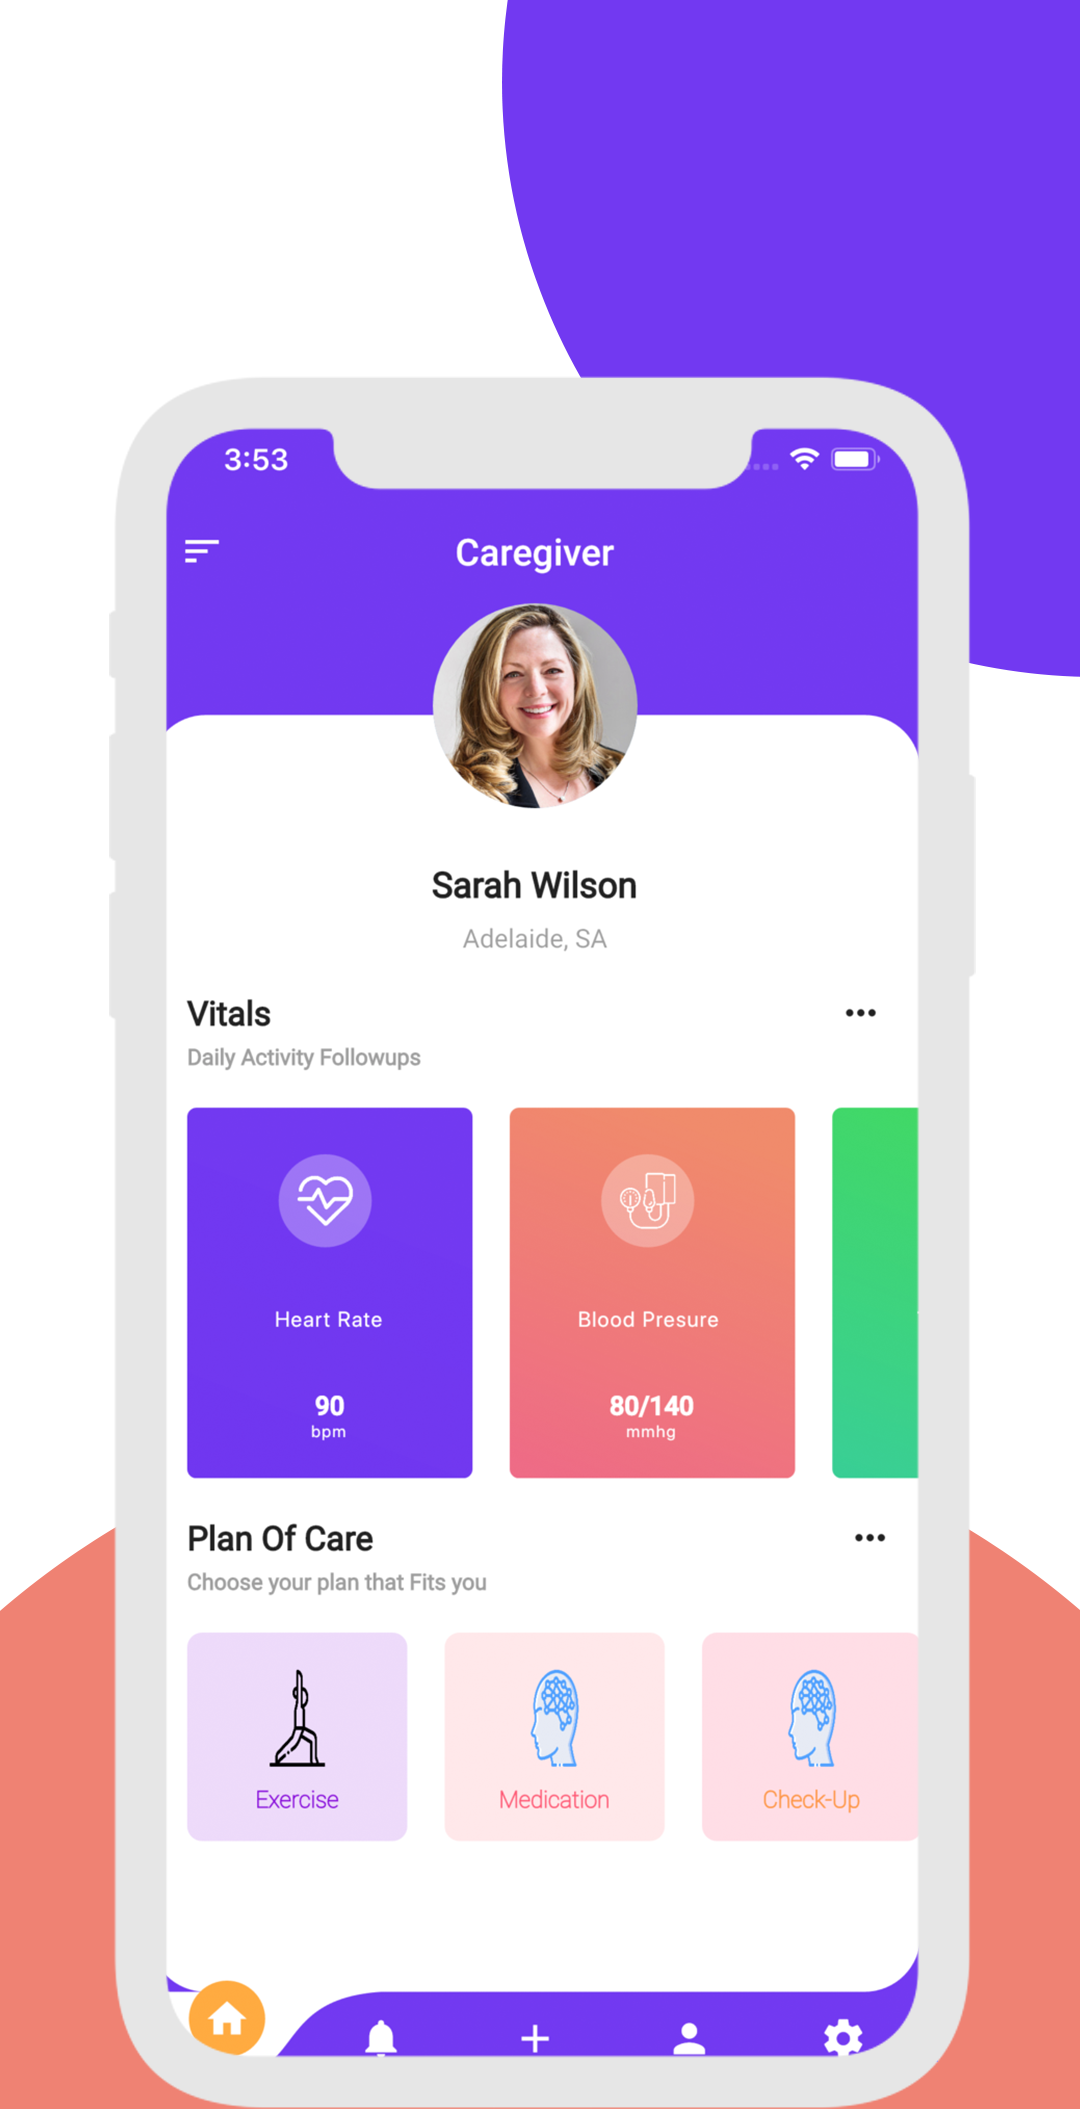 3:53
Caregiver
Sarah Wilson
Adelaide, SA
Vitals
Daily Activity Followups
Heart Rate
90
bpm
Blood Presure
80/140
mmhg
Plan Of Care
Choose your plan that Fits you
Exercise
Medication
Check-Up